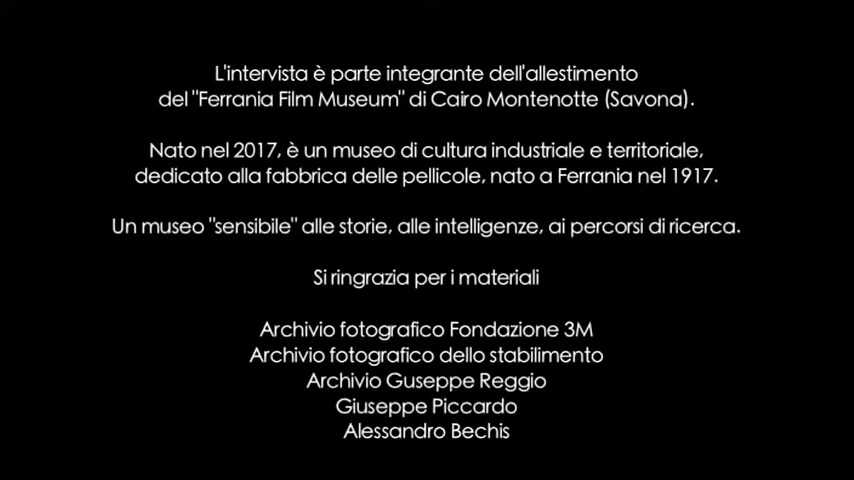 L'intervista è parte integrante dell'allestimento
del "Ferrania Film Museum" di Cairo Montenotte (Savona).
Nato nel 2017, è un museo di cultura industriale e territoriale,
dedicato alla fabbrica delle pellicole, nato a Ferrania nel 1917.
Un museo "sensibile" alle storie, alle intelligenze, ai percorsi di ricerca.
Si ringrazia per i materiali
Archivio fotografico Fondazione 3M
Archivio fotografico dello stabilimento
Archivio Guseppe Reggio
Giuseppe Piccardo
Alessandro Bechis